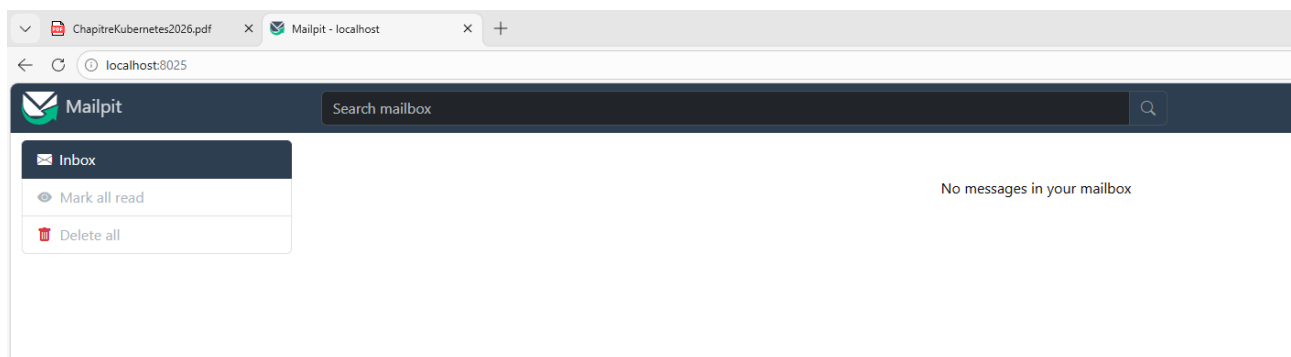 ChapitreKubernetes2026.pdf
Mailpit - localhost
localhost:8025
Mailpit
Search mailbox
Inbox
No messages in your mailbox
Mark all read
Delete all